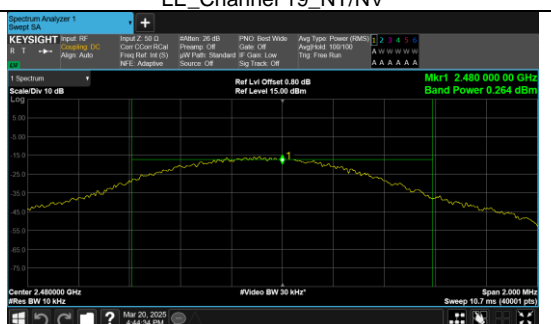 LE_Channel 19_NT/NV
Spectrum Analyzer 1
Swept SA
KEYSIGHT Input: RF
R T Coupling: DC
Align: Auto
Input Z: 50 Ω
Corr CCorr RCal
Freq Ref: Int (S)
NFE: Adaptive
#Atten: 26 dB
Preamp: Off
µW Path: Standard
Source: Off
PNO: Best Wide
Gate: Off
IF Gain: Low
Sig Track: Off
Avg Type: Power (RMS)
Avg|Hold: 100/100
Trig: Free Run
1 2 3 4 5 6
A W W W W W
A A A A A A
1 Spectrum
Scale/Div 10 dB
Log
Ref Lvl Offset 0.80 dB
Ref Level 15.00 dBm
Mkr1 2.480 000 00 GHz
Band Power 0.264 dBm
5.00
-5.00
-15.0
-25.0
-35.0
-45.0
-55.0
-65.0
-75.0
1
Center 2.480000 GHz
#Res BW 10 kHz
#Video BW 30 kHz*
Span 2.000 MHz
Sweep 10.7 ms (40001 pts)
Mar 20, 2025
4:44:34 PM